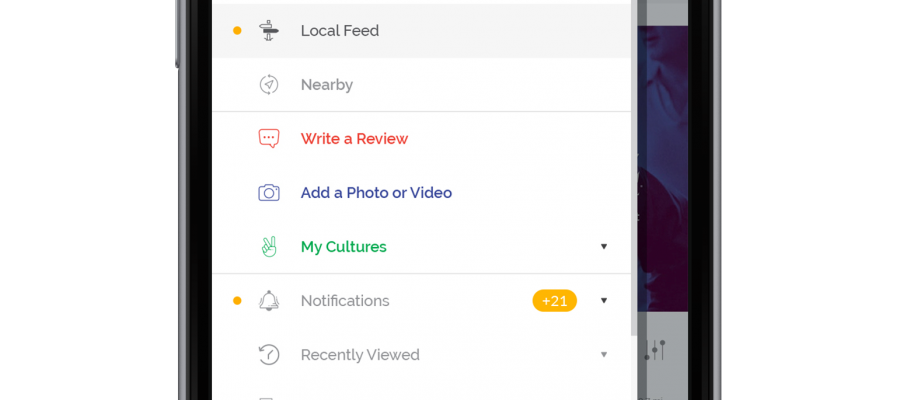 Local Feed
Nearby
Write a Review
Add a Photo or Video
My Cultures
Notifications +21
Recently Viewed